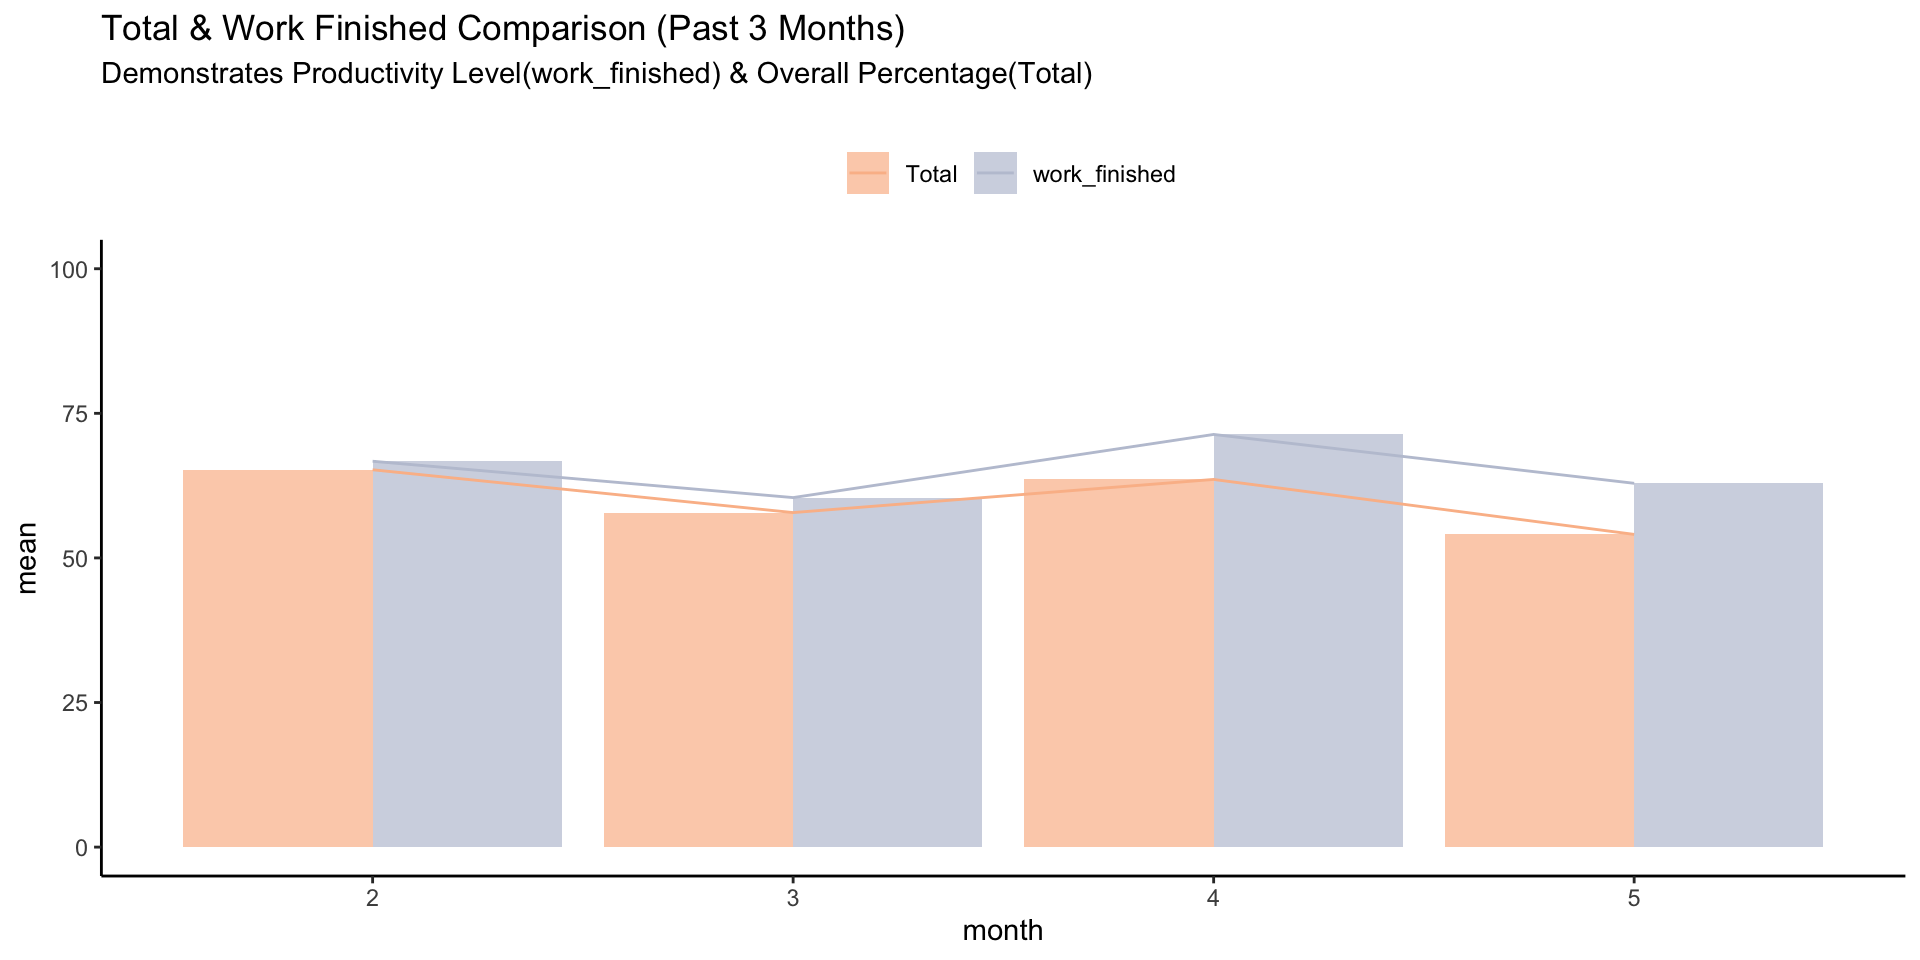 Total & Work Finished Comparison (Past 3 Months)
Demonstrates Productivity Level(work_finished) & Overall Percentage(Total)
Total work_finished
100
75
50
25
0
mean
2 3 4 5
month